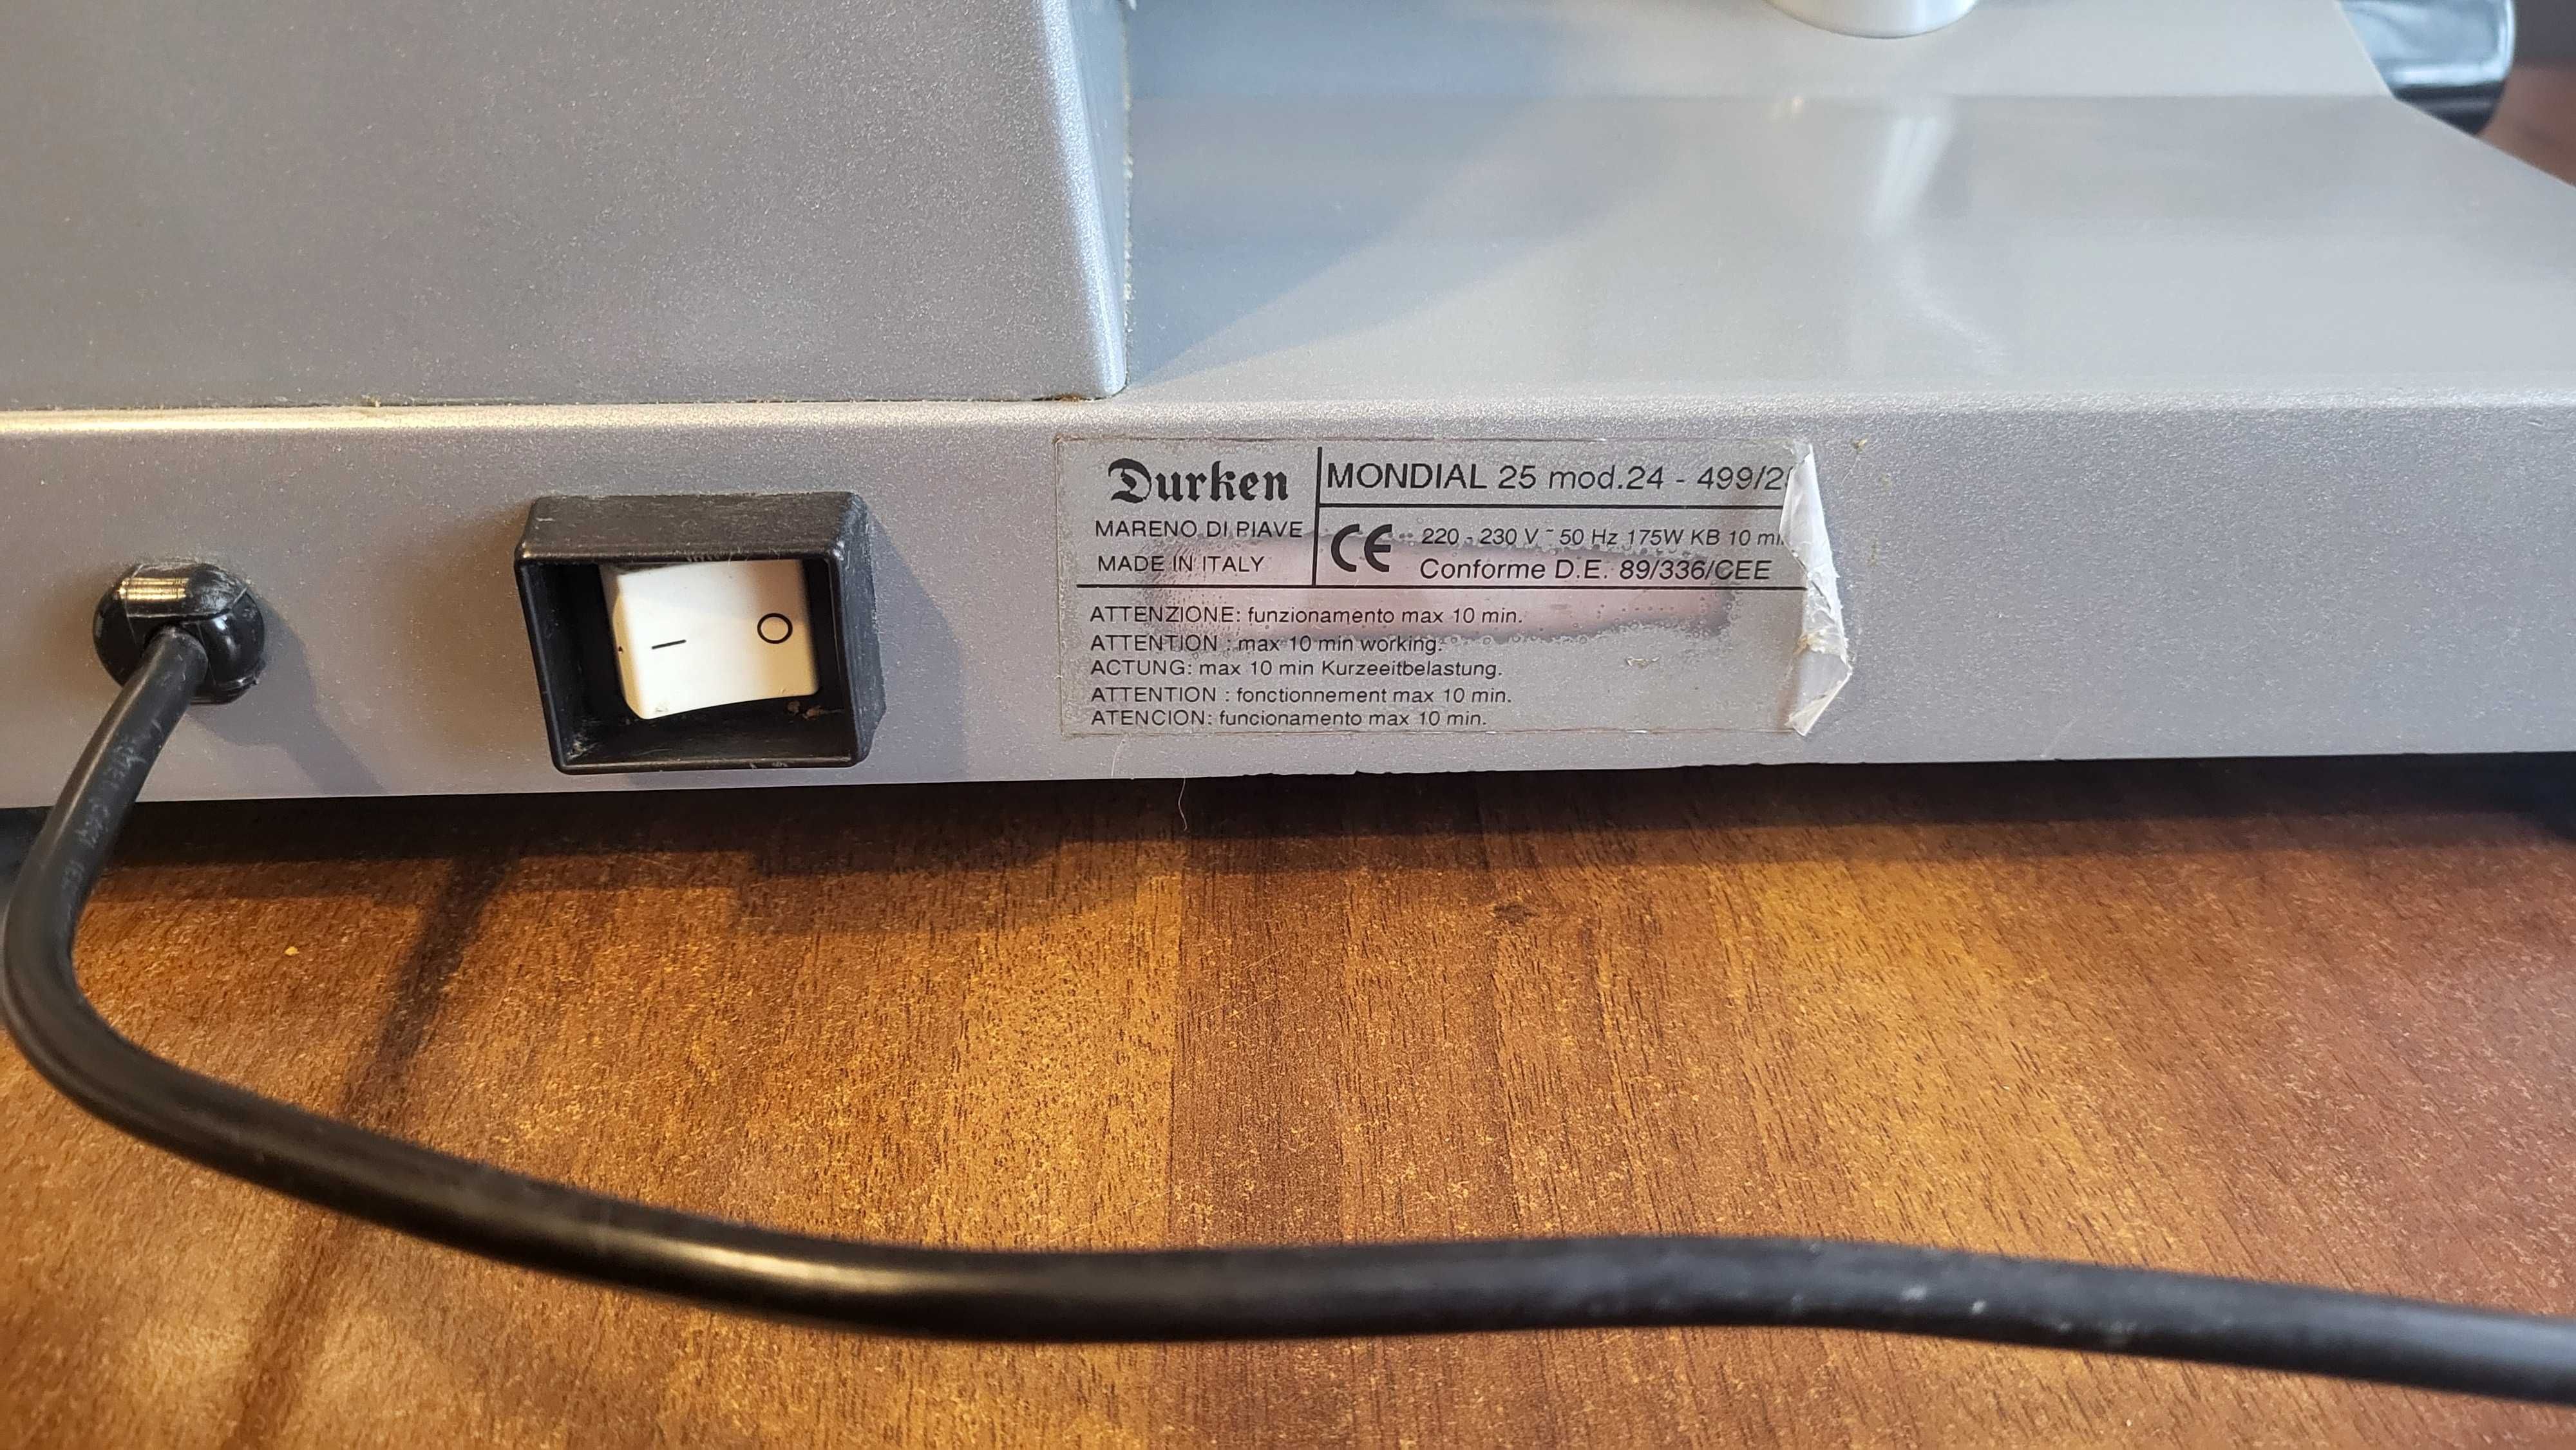 Durken
MONDIAL 25 mod.24 - 499/2
MARENO DI PIAVE
MADE IN ITALY
CE
220 - 230 V ~ 50 Hz 175W KB 10
Conforme D.E. 89/336/CEE
ATTENZIONE: funzionamento max 10 min.
ATTENTION : max 10 min working.
ACTUNG: max 10 min Kurzeeitbelastung.
ATTENTION : fonctionnement max 10 min.
ATENCION: funcionamento max 10 min.